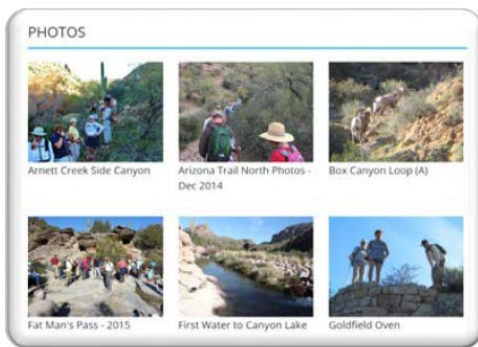 PHOTOS
Arnett Creek Side Canyon
Arizona Trail North Photos -
Dec 2014
Box Canyon Loop (A)
Fat Man's Pass - 2015
First Water to Canyon Lake
Goldfield Oven